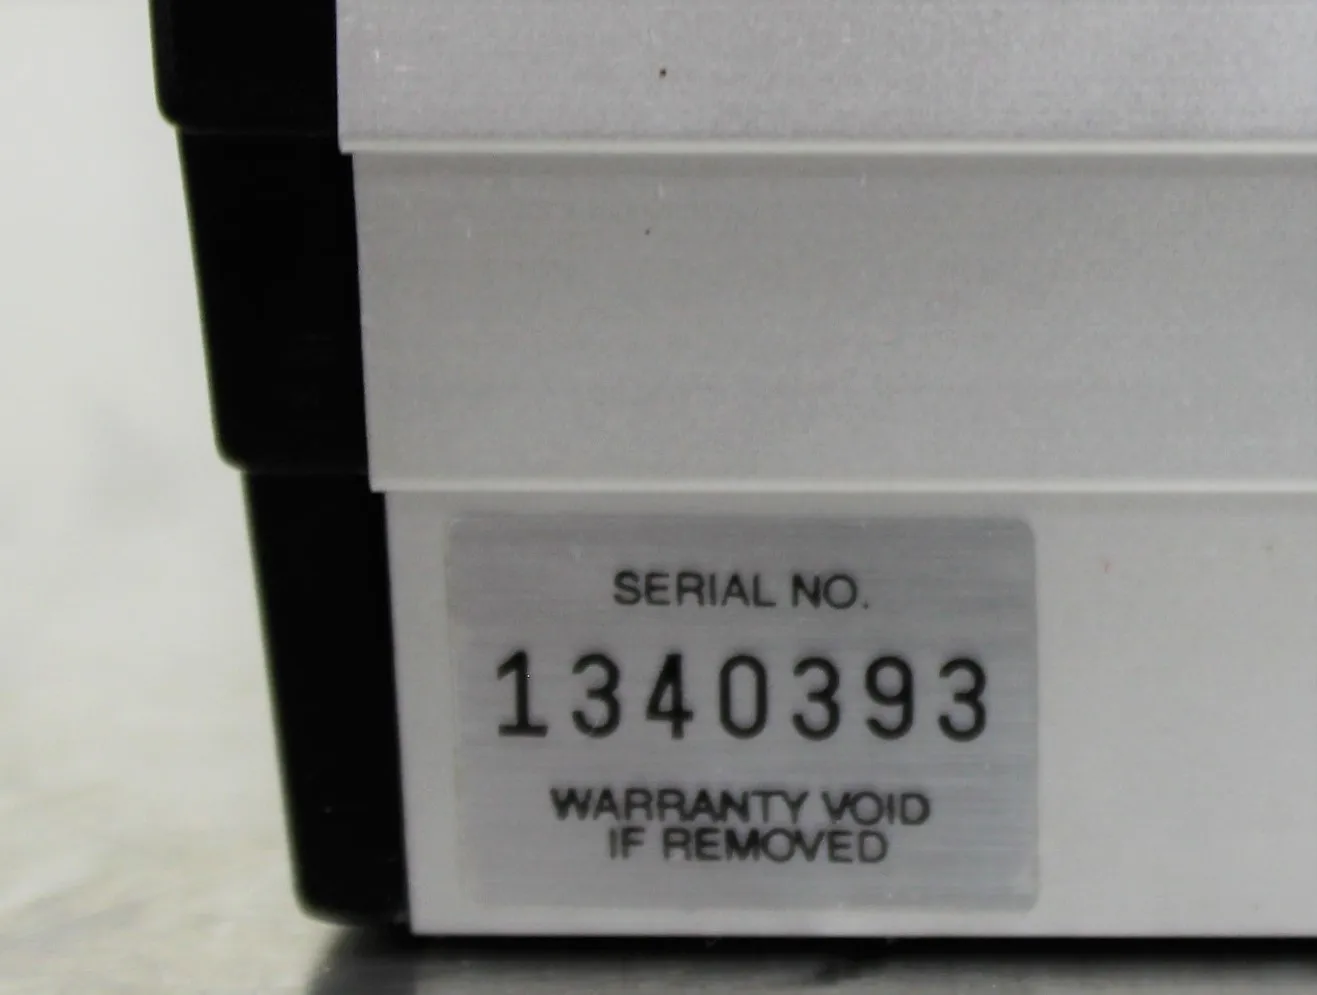 SERIAL NO.
1340393
WARRANTY VOID
IF REMOVED